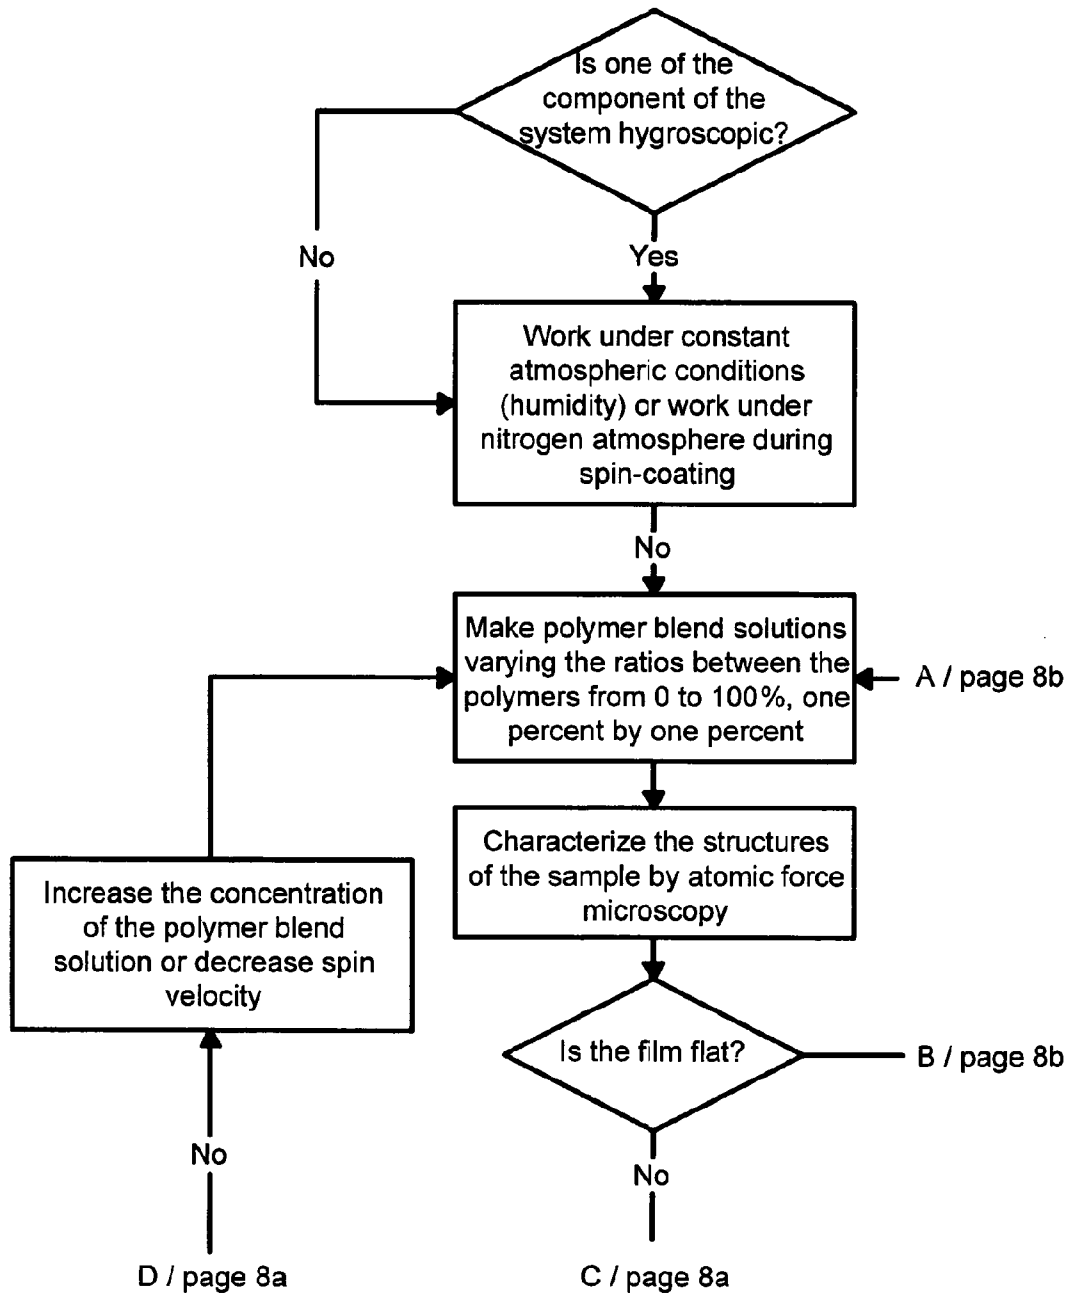 Is one of the
component of the
system hygroscopic?
No
Yes
Work under constant
atmospheric conditions
(humidity) or work under
nitrogen atmosphere during
spin-coating
No
Make polymer blend solutions
varying the ratios between the
polymers from 0 to 100%, one
percent by one percent
A / page 8b
Characterize the structures
of the sample by atomic force
microscopy
Increase the concentration
of the polymer blend
solution or decrease spin
velocity
Is the film flat?
B / page 8b
No
No
D / page 8a
C / page 8a